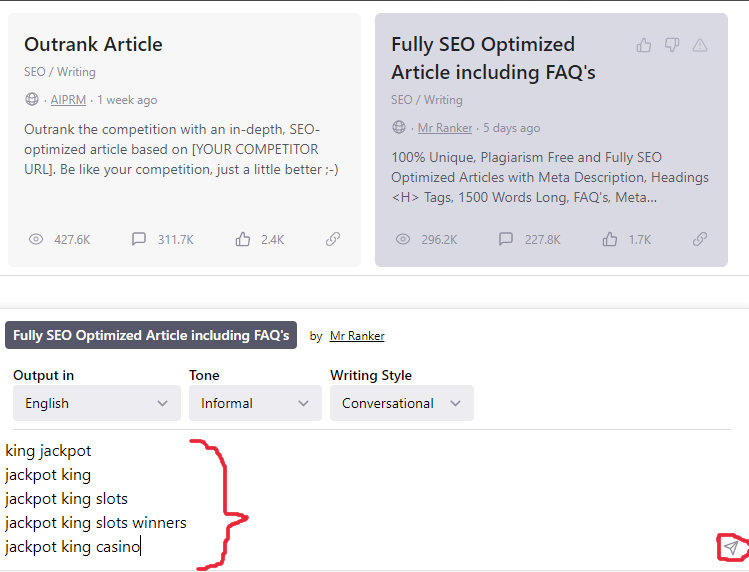 Outrank Article
SEO / Writing
· AIPRM · 1 week ago
Outrank the competition with an in-depth, SEO-
optimized article based on [YOUR COMPETITOR
URL]. Be like your competition, just a little better ;-)
427.6K 311.7K 2.4K
Fully SEO Optimized
Article including FAQ's
SEO / Writing
· Mr Ranker · 5 days ago
100% Unique, Plagiarism Free and Fully SEO
Optimized Articles with Meta Description, Headings
<H> Tags, 1500 Words Long, FAQ's, Meta...
296.2K 227.8K 1.7K
Fully SEO Optimized Article including FAQ's by Mr Ranker
Output in Tone Writing Style
English Informal Conversational
king jackpot
jackpot king
jackpot king slots
jackpot king slots winners
jackpot king casino